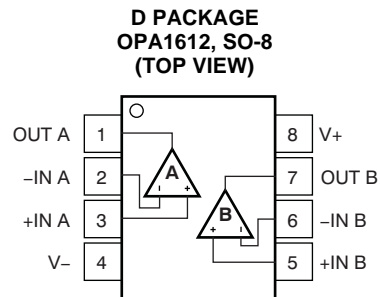 D PACKAGE
OPA1612, SO-8
(TOP VIEW)
OUT A 1 8 V+
–IN A 2 A 7 OUT B
+IN A 3 - + B 6 –IN B
V– 4 + - 5 +IN B